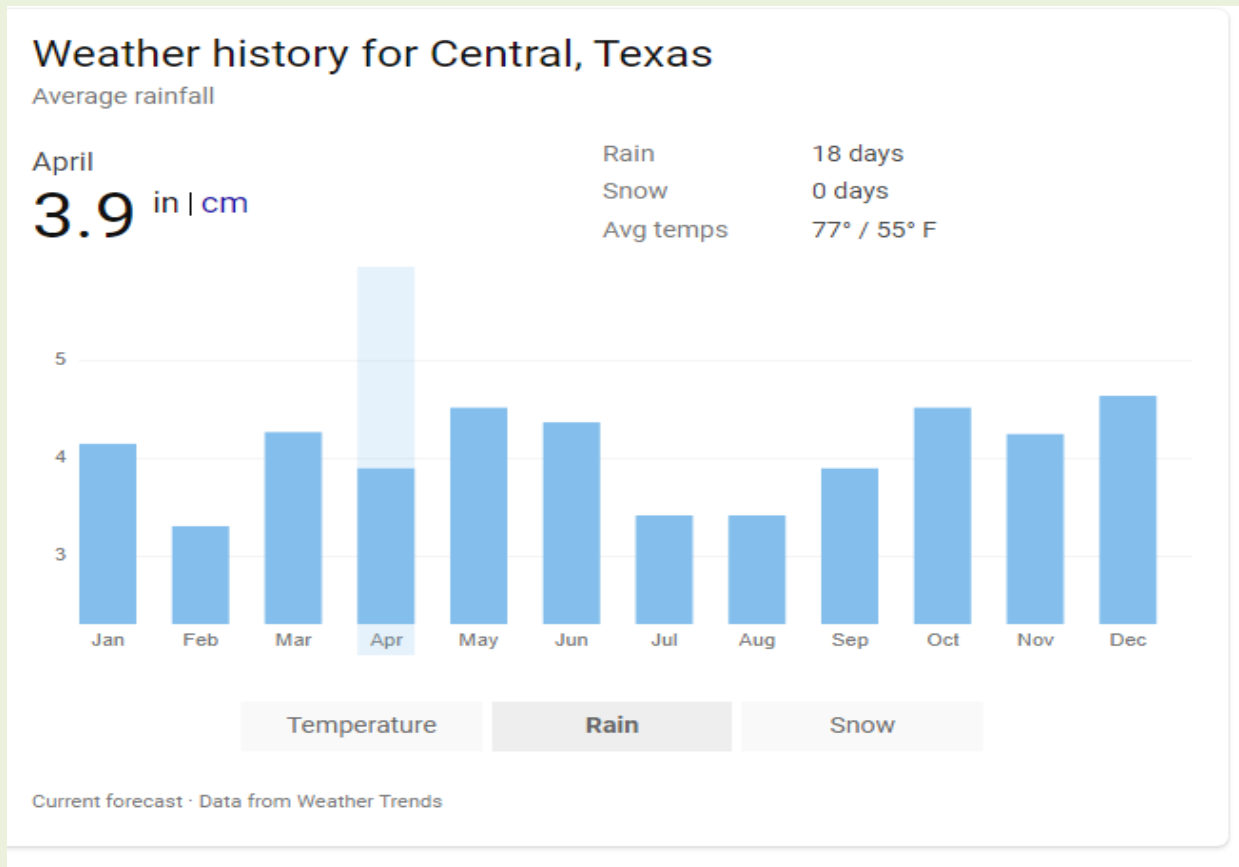 Weather history for Central, Texas
Average rainfall
April
3.9 in | cm
Rain 18 days
Snow 0 days
Avg temps 77° / 55° F
5
4
3
Jan Feb Mar Apr May Jun Jul Aug Sep Oct Nov Dec
Temperature Rain Snow
Current forecast · Data from Weather Trends